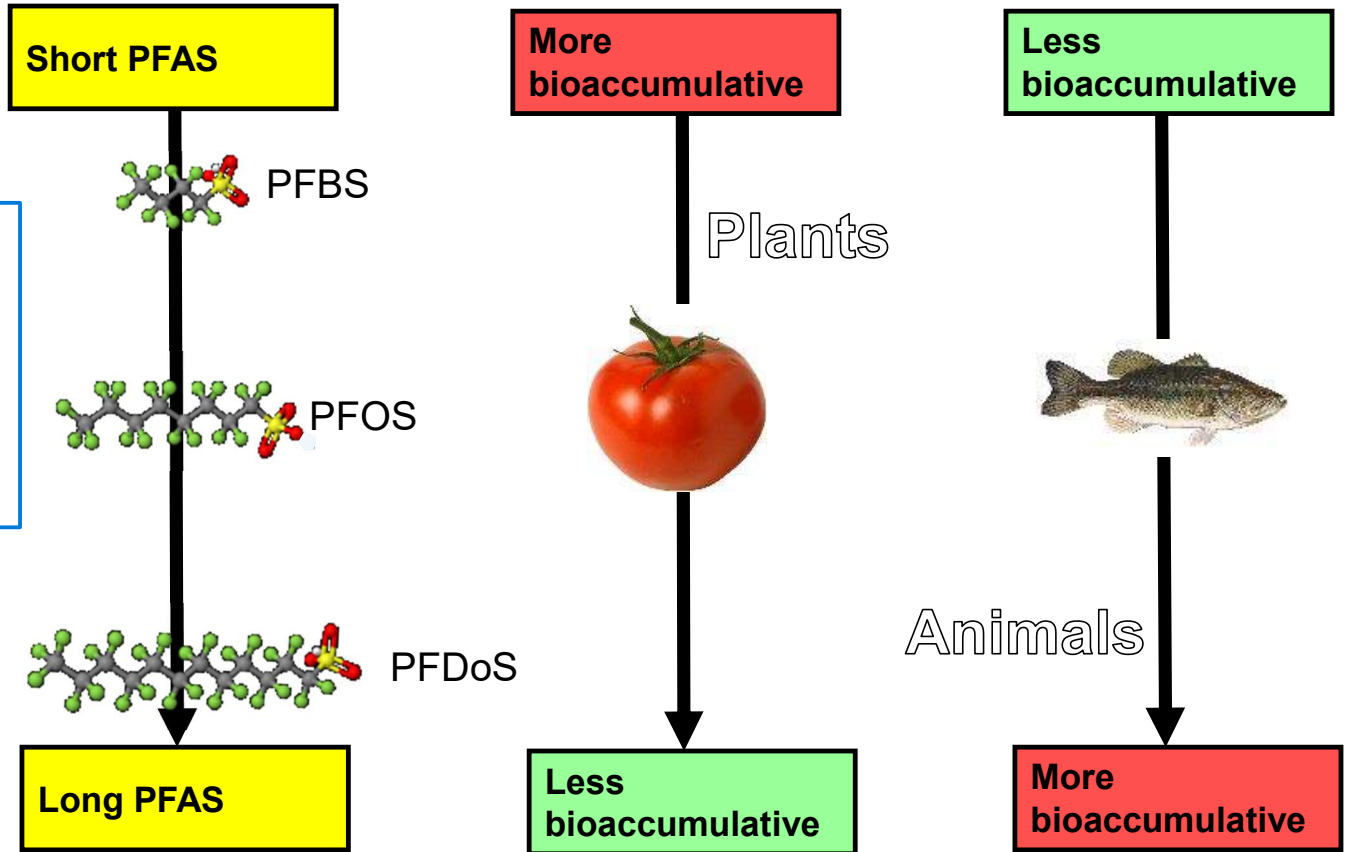 Short PFAS
PFBS
PFOS
PFDoS
Long PFAS
More
bioaccumulative
Plants
Less
bioaccumulative
Less
bioaccumulative
Animals
More
bioaccumulative